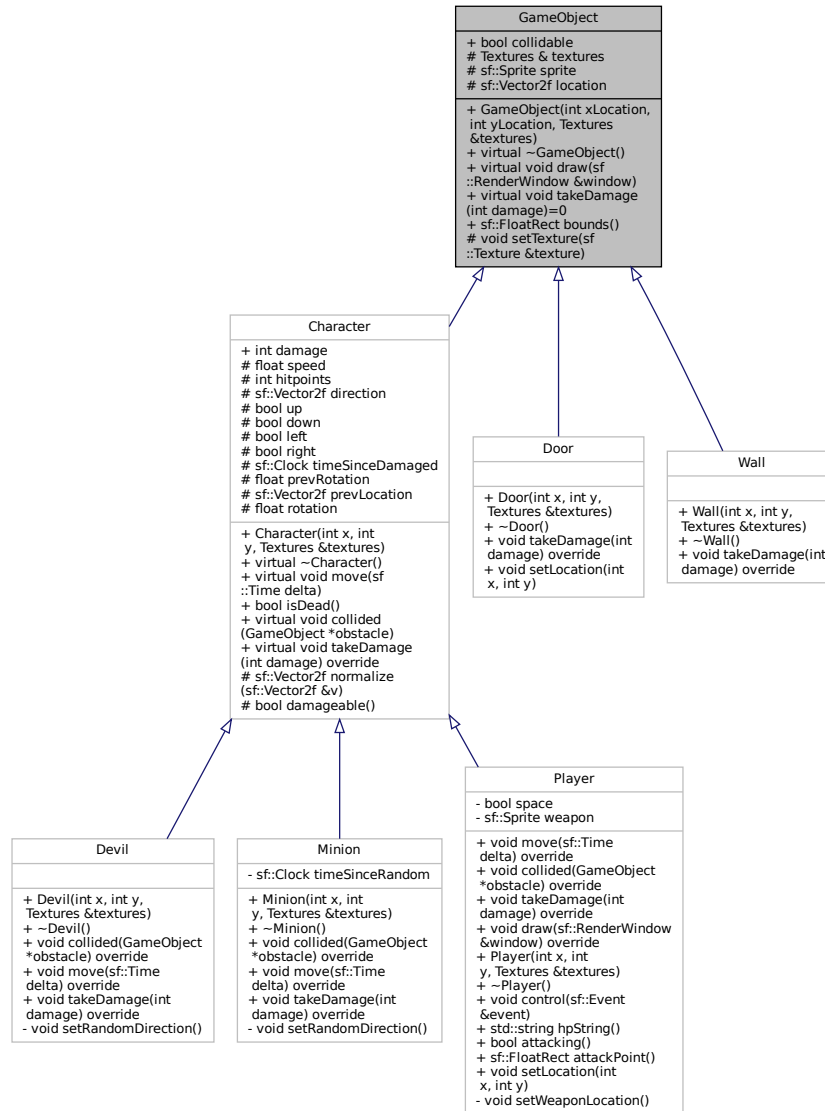 GameObject
+ bool collidable
# Textures & textures
# sf::Sprite sprite
# sf::Vector2f location
+ GameObject(int xLocation,
int yLocation, Textures
&textures)
+ virtual ~GameObject()
+ virtual void draw(sf
::RenderWindow &window)
+ virtual void takeDamage
(int damage)=0
+ sf::FloatRect bounds()
# void setTexture(sf
::Texture &texture)
Character
+ int damage
# float speed
# int hitpoints
# sf::Vector2f direction
# bool up
# bool down
# bool left
# bool right
# sf::Clock timeSinceDamaged
# float prevRotation
# sf::Vector2f prevLocation
# float rotation
+ Character(int x, int
y, Textures &textures)
+ virtual ~Character()
+ virtual void move(sf
::Time delta)
+ bool isDead()
+ virtual void collided
(GameObject *obstacle)
+ virtual void takeDamage
(int damage) override
# sf::Vector2f normalize
(sf::Vector2f &v)
# bool damageable()
Door
+ Door(int x, int y,
Textures &textures)
+ ~Door()
+ void takeDamage(int
damage) override
+ void setLocation(int
x, int y)
Wall
+ Wall(int x, int y,
Textures &textures)
+ ~Wall()
+ void takeDamage(int
damage) override
Devil
+ Devil(int x, int y,
Textures &textures)
+ ~Devil()
+ void collided(GameObject
*obstacle) override
+ void move(sf::Time
delta) override
+ void takeDamage(int
damage) override
- void setRandomDirection()
Minion
- sf::Clock timeSinceRandom
+ Minion(int x, int
y, Textures &textures)
+ ~Minion()
+ void collided(GameObject
*obstacle) override
+ void move(sf::Time
delta) override
+ void takeDamage(int
damage) override
- void setRandomDirection()
Player
- bool space
- sf::Sprite weapon
+ void move(sf::Time
delta) override
+ void collided(GameObject
*obstacle) override
+ void takeDamage(int
damage) override
+ void draw(sf::RenderWindow
&window) override
+ Player(int x, int
y, Textures &textures)
+ ~Player()
+ void control(sf::Event
&event)
+ std::string hpString()
+ bool attacking()
+ sf::FloatRect attackPoint()
+ void setLocation(int
x, int y)
- void setWeaponLocation()